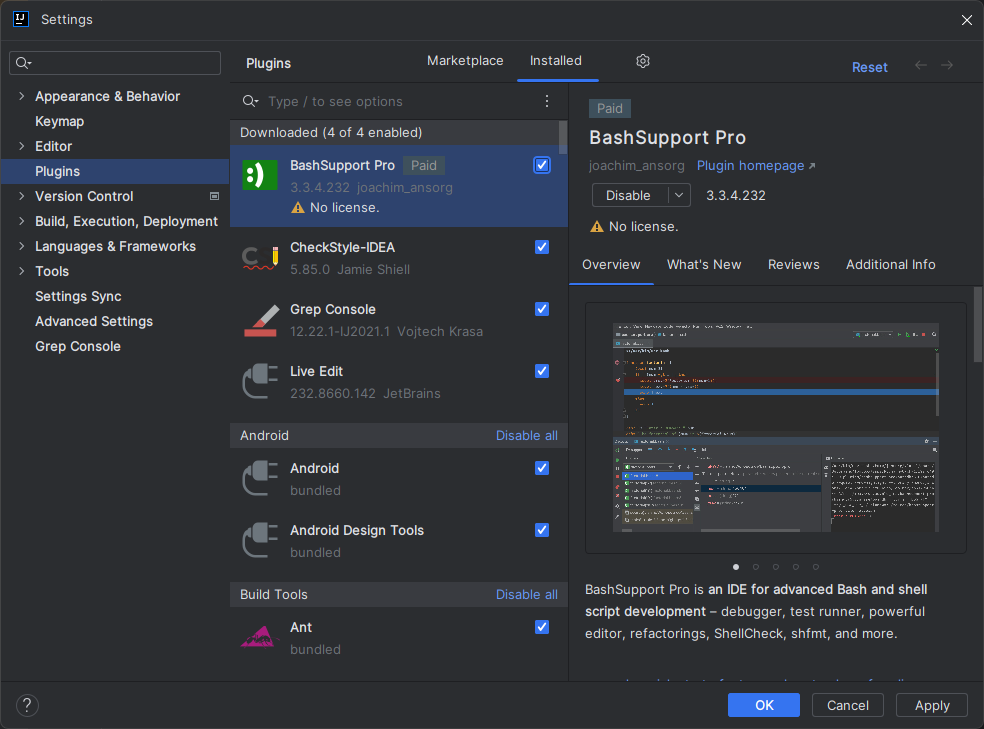 Settings
Plugins
Marketplace
Installed
Reset
Appearance & Behavior
Keymap
Editor
Plugins
Version Control
Build, Execution, Deployment
Languages & Frameworks
Tools
Settings Sync
Advanced Settings
Grep Console
Type / to see options
Downloaded (4 of 4 enabled)
BashSupport Pro Paid
3.3.4.232 joachim_ansorg
No license.
CheckStyle-IDEA
5.85.0 Jamie Shiell
Grep Console
12.22.1-IJ2021.1 Vojtech Krasa
Live Edit
232.8660.142 JetBrains
Android Disable all
Android
bundled
Android Design Tools
bundled
Build Tools Disable all
Ant
bundled
Paid
BashSupport Pro
joachim_ansorg Plugin homepage
Disable 3.3.4.232
No license.
Overview What's New Reviews Additional Info
BashSupport Pro is an IDE for advanced Bash and shell
script development – debugger, test runner, powerful
editor, refactorings, ShellCheck, shfmt, and more.
?
OK Cancel Apply